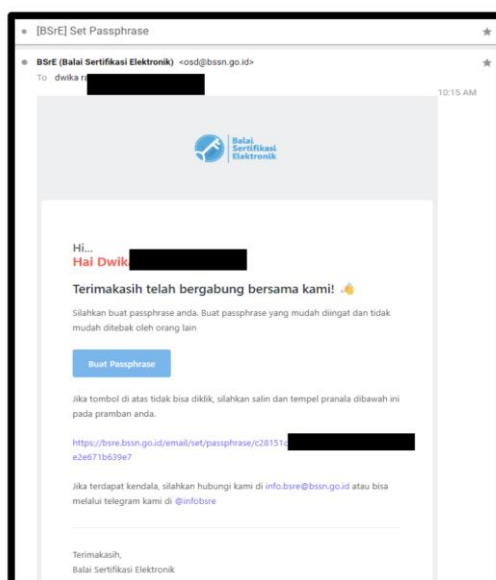 [BSrE] Set Passphrase
BSrE (Balai Sertifikasi Elektronik) <osd@bssn.go.id>
To dwika
10:15 AM
Balai
Sertifikasi
Elektronik
Hi...
Hai Dwik
Terimakasih telah bergabung bersama kami! 👋
Silahkan buat passphrase anda. Buat passphrase yang mudah diingat dan tidak
mudah ditebak oleh orang lain
Buat Passphrase
Jika tombol di atas tidak bisa diklik, silahkan salin dan tempel pranala dibawah ini
pada pramban anda.
https://bsre.bssn.go.id/email/set/passphrase/c28151
e2e671b639e7
Jika terdapat kendala, silahkan hubungi kami di info.bsre@bssn.go.id atau bisa
melalui telegram kami di @infobsre
Terimakasih,
Balai Sertifikasi Elektronik